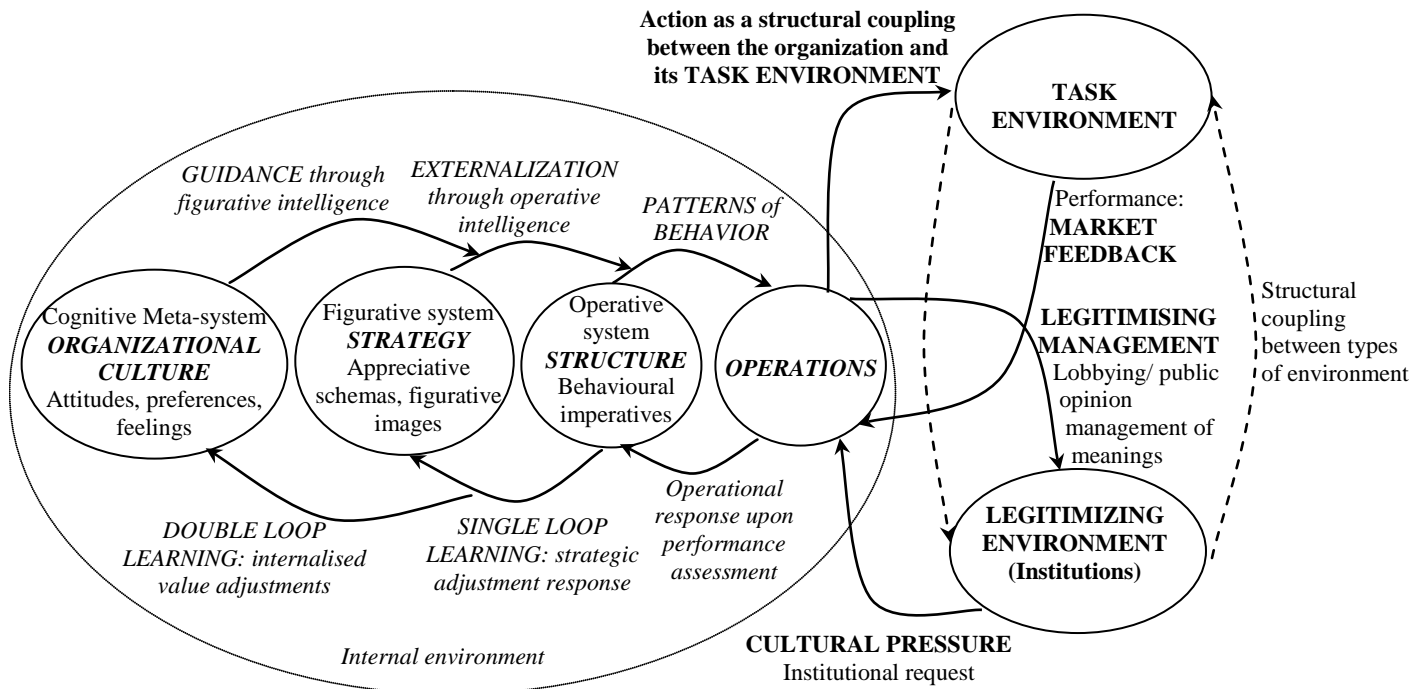 Action as a structural coupling
between the organization and
its TASK ENVIRONMENT
TASK
ENVIRONMENT
GUIDANCE through
figurative intelligence
EXTERNALIZATION
through operative
intelligence
PATTERNS of
BEHAVIOR
Performance:
MARKET
FEEDBACK
Cognitive Meta-system
ORGANIZATIONAL
CULTURE
Attitudes, preferences,
feelings
Figurative system
STRATEGY
Appreciative
schemas, figurative
images
Operative
system
STRUCTURE
Behavioural
imperatives
OPERATIONS
LEGITIMISING
MANAGEMENT
Lobbying/ public
opinion
management of
meanings
Structural
coupling
between types
of environment
DOUBLE LOOP
LEARNING: internalised
value adjustments
SINGLE LOOP
LEARNING: strategic
adjustment response
Operational
response upon
performance
assessment
LEGITIMIZING
ENVIRONMENT
(Institutions)
Internal environment
CULTURAL PRESSURE
Institutional request